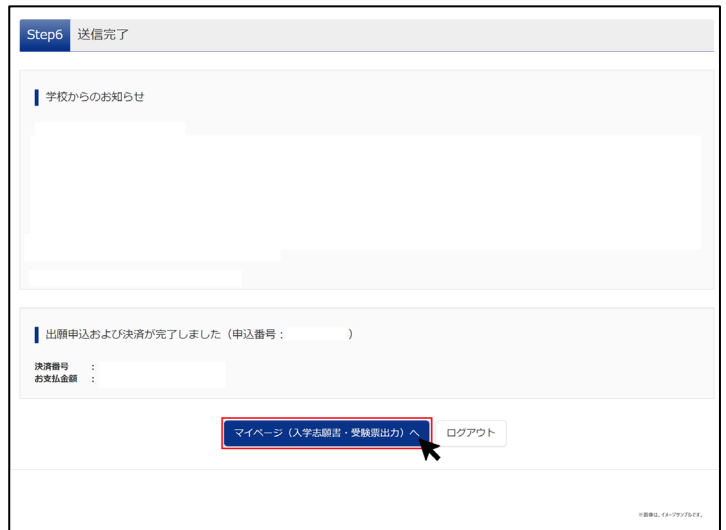 Step6 送信完了
学校からのお知らせ
出願申込および決済が完了しました（申込番号： ）
決済番号 ：
お支払金額 ：
マイページ（入学志願書・受験票出力）へ ログアウト
※画像は、イメージサンプルです。